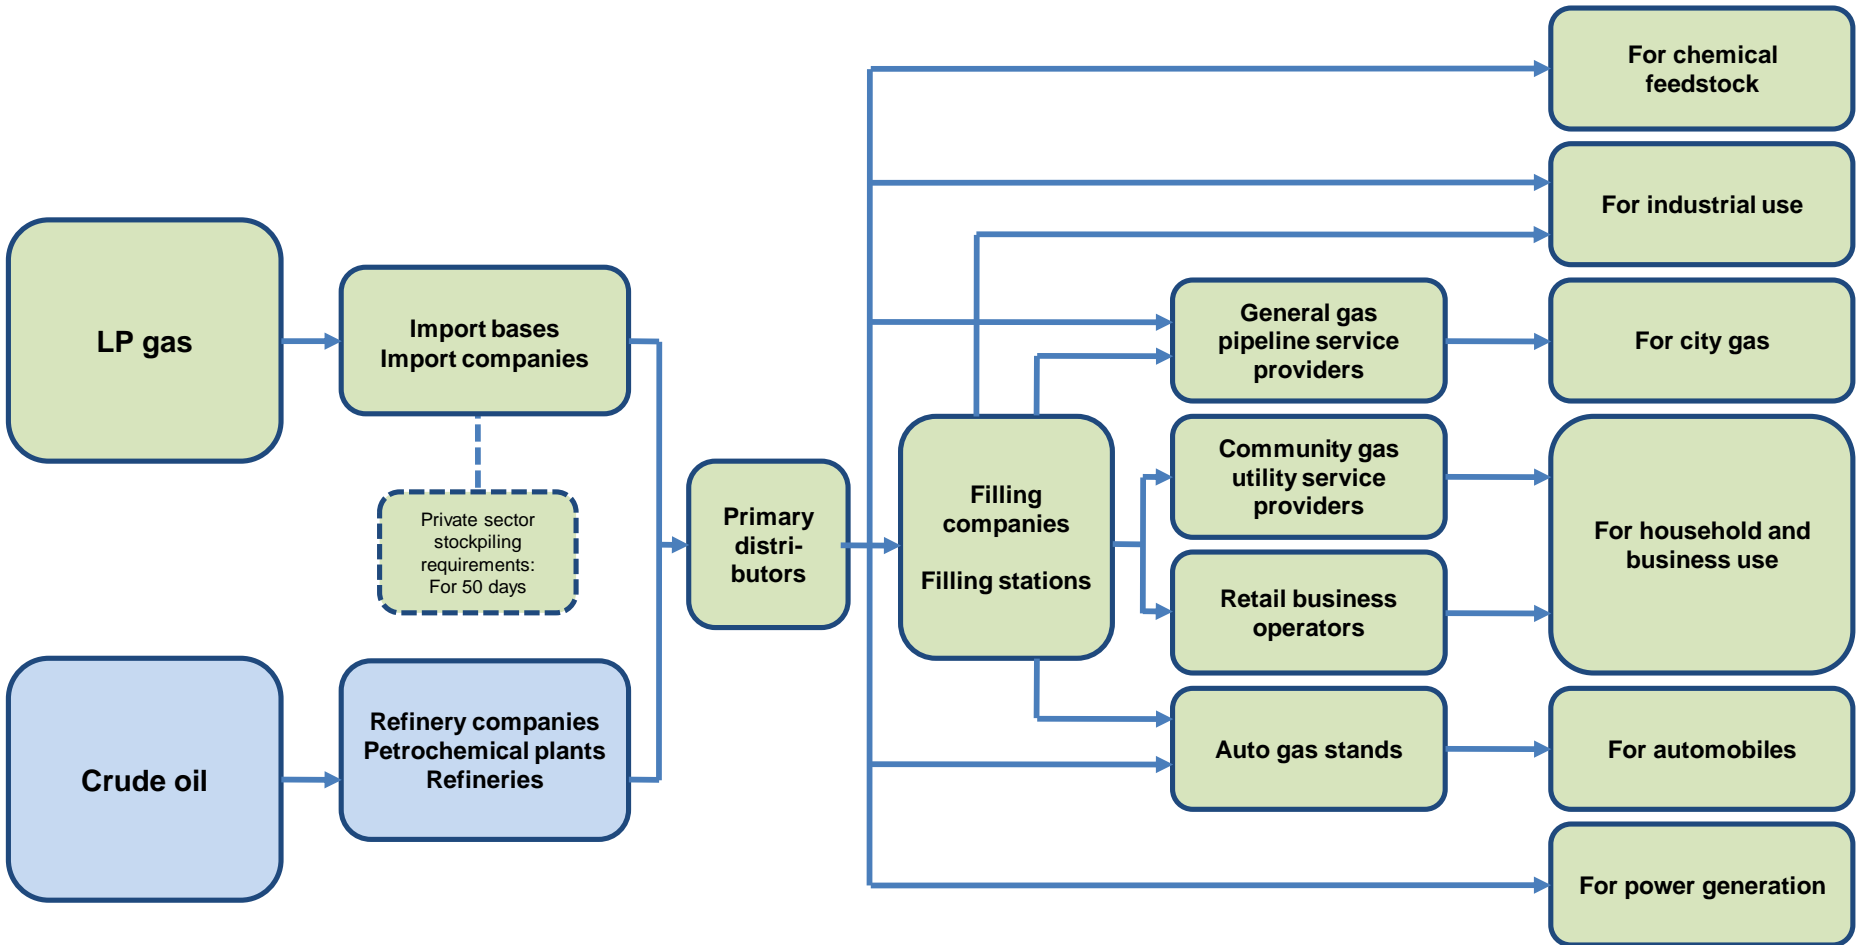 LP gas
Import bases
Import companies
Private sector
stockpiling
requirements:
For 50 days
Crude oil
Refinery companies
Petrochemical plants
Refineries
Primary
distri-
butors
Filling
companies
Filling stations
General gas
pipeline service
providers
Community gas
utility service
providers
Retail business
operators
Auto gas stands
For chemical
feedstock
For industrial use
For city gas
For household and
business use
For automobiles
For power generation